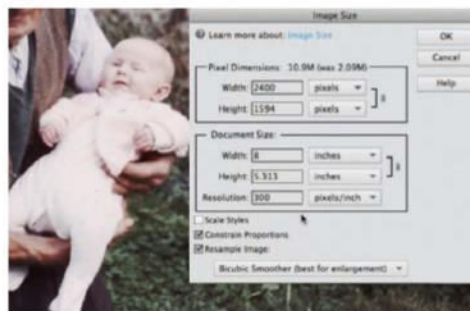 Image Size
Learn more about: Image Size
OK
Cancel
Help
Pixel Dimensions: 10.9M (was 2.09M)
Width: 2400 pixels
Height: 1594 pixels
Document Size:
Width: 8 inches
Height: 5.313 inches
Resolution: 300 pixels/inch
Scale Styles
Constrain Proportions
Resample Image:
Bicubic Smoother (best for enlargement)